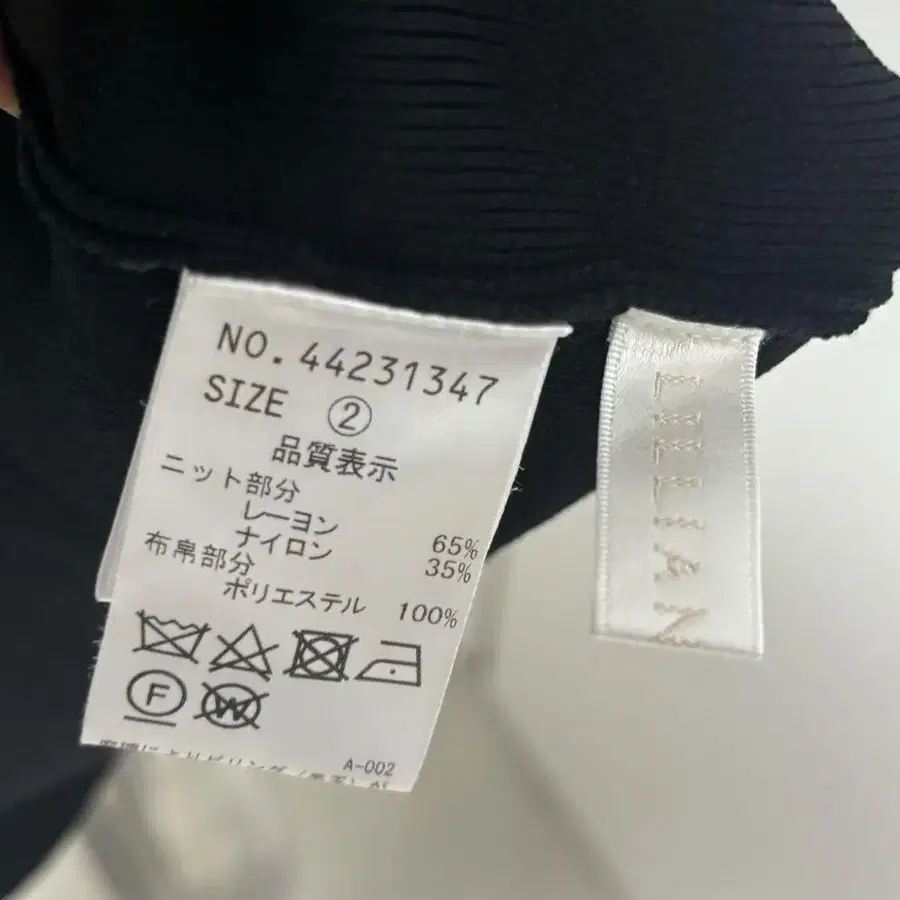 NO.44231347
SIZE ②
品質表示
ニット部分
レーヨン 65%
ナイロン 35%
布帛部分
ポリエステル 100%
F
W
A-002